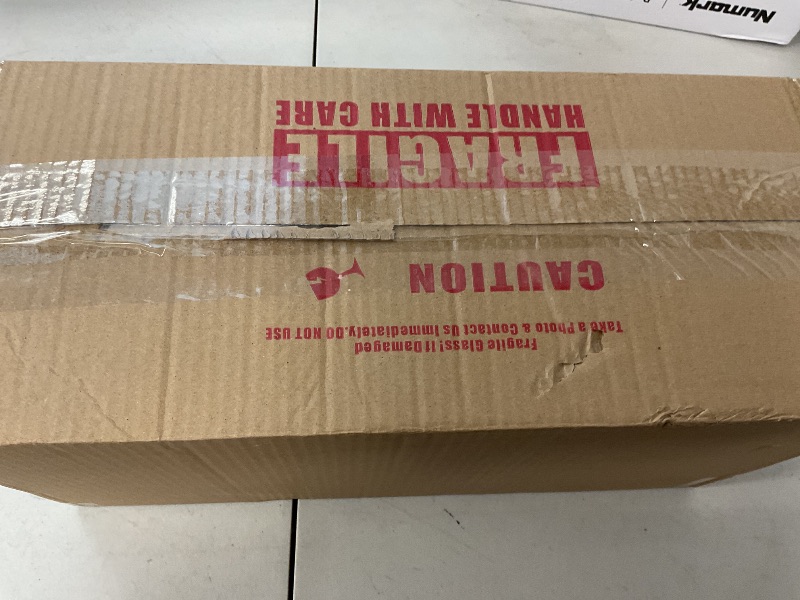 Numark
Fragile Glass! If Damaged
Take a Photo & Contact Us Immediately.DO NOT USE
CAUTION
FRAGILE
HANDLE WITH CARE